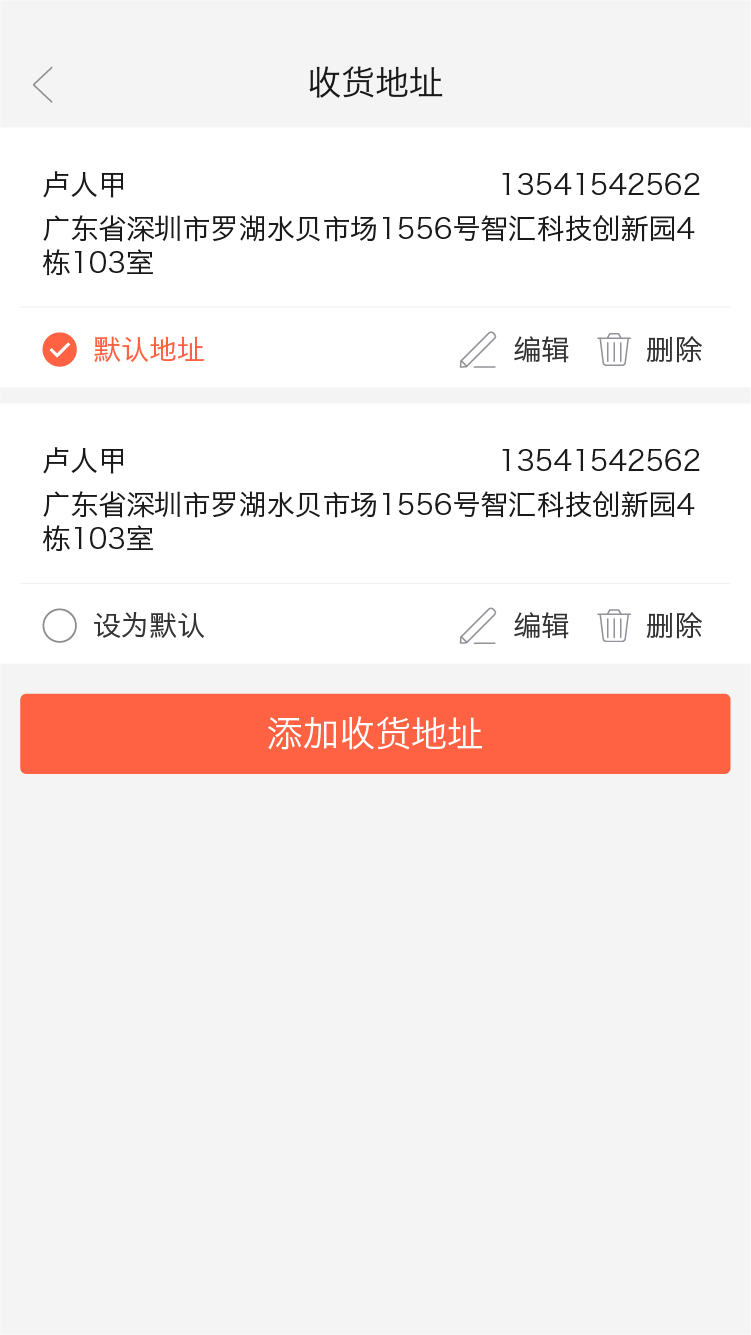 收货地址
卢人甲 13541542562
广东省深圳市罗湖水贝市场1556号智汇科技创新园4
栋103室
默认地址 编辑 删除
卢人甲 13541542562
广东省深圳市罗湖水贝市场1556号智汇科技创新园4
栋103室
设为默认 编辑 删除
添加收货地址